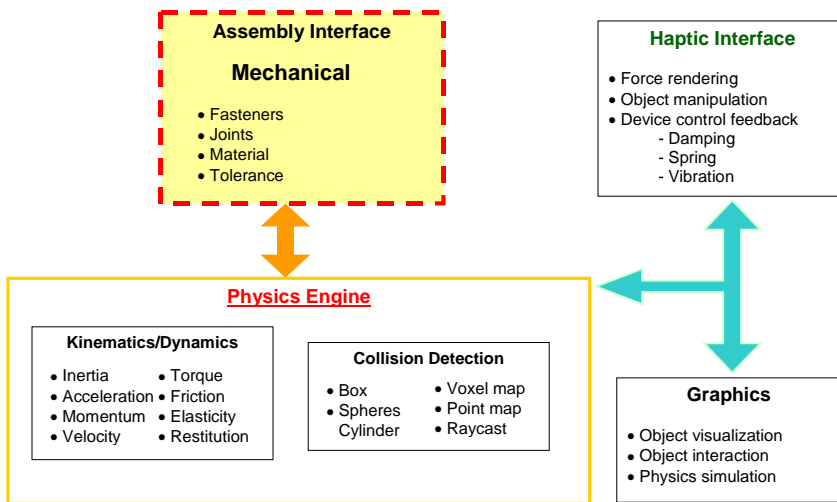 Assembly Interface
Mechanical
• Fasteners
• Joints
• Material
• Tolerance
Haptic Interface
• Force rendering
• Object manipulation
• Device control feedback
- Damping
- Spring
- Vibration
Physics Engine
Kinematics/Dynamics
• Inertia
• Acceleration
• Momentum
• Velocity
• Torque
• Friction
• Elasticity
• Restitution
Collision Detection
• Box
• Spheres
Cylinder
• Voxel map
• Point map
• Raycast
Graphics
• Object visualization
• Object interaction
• Physics simulation